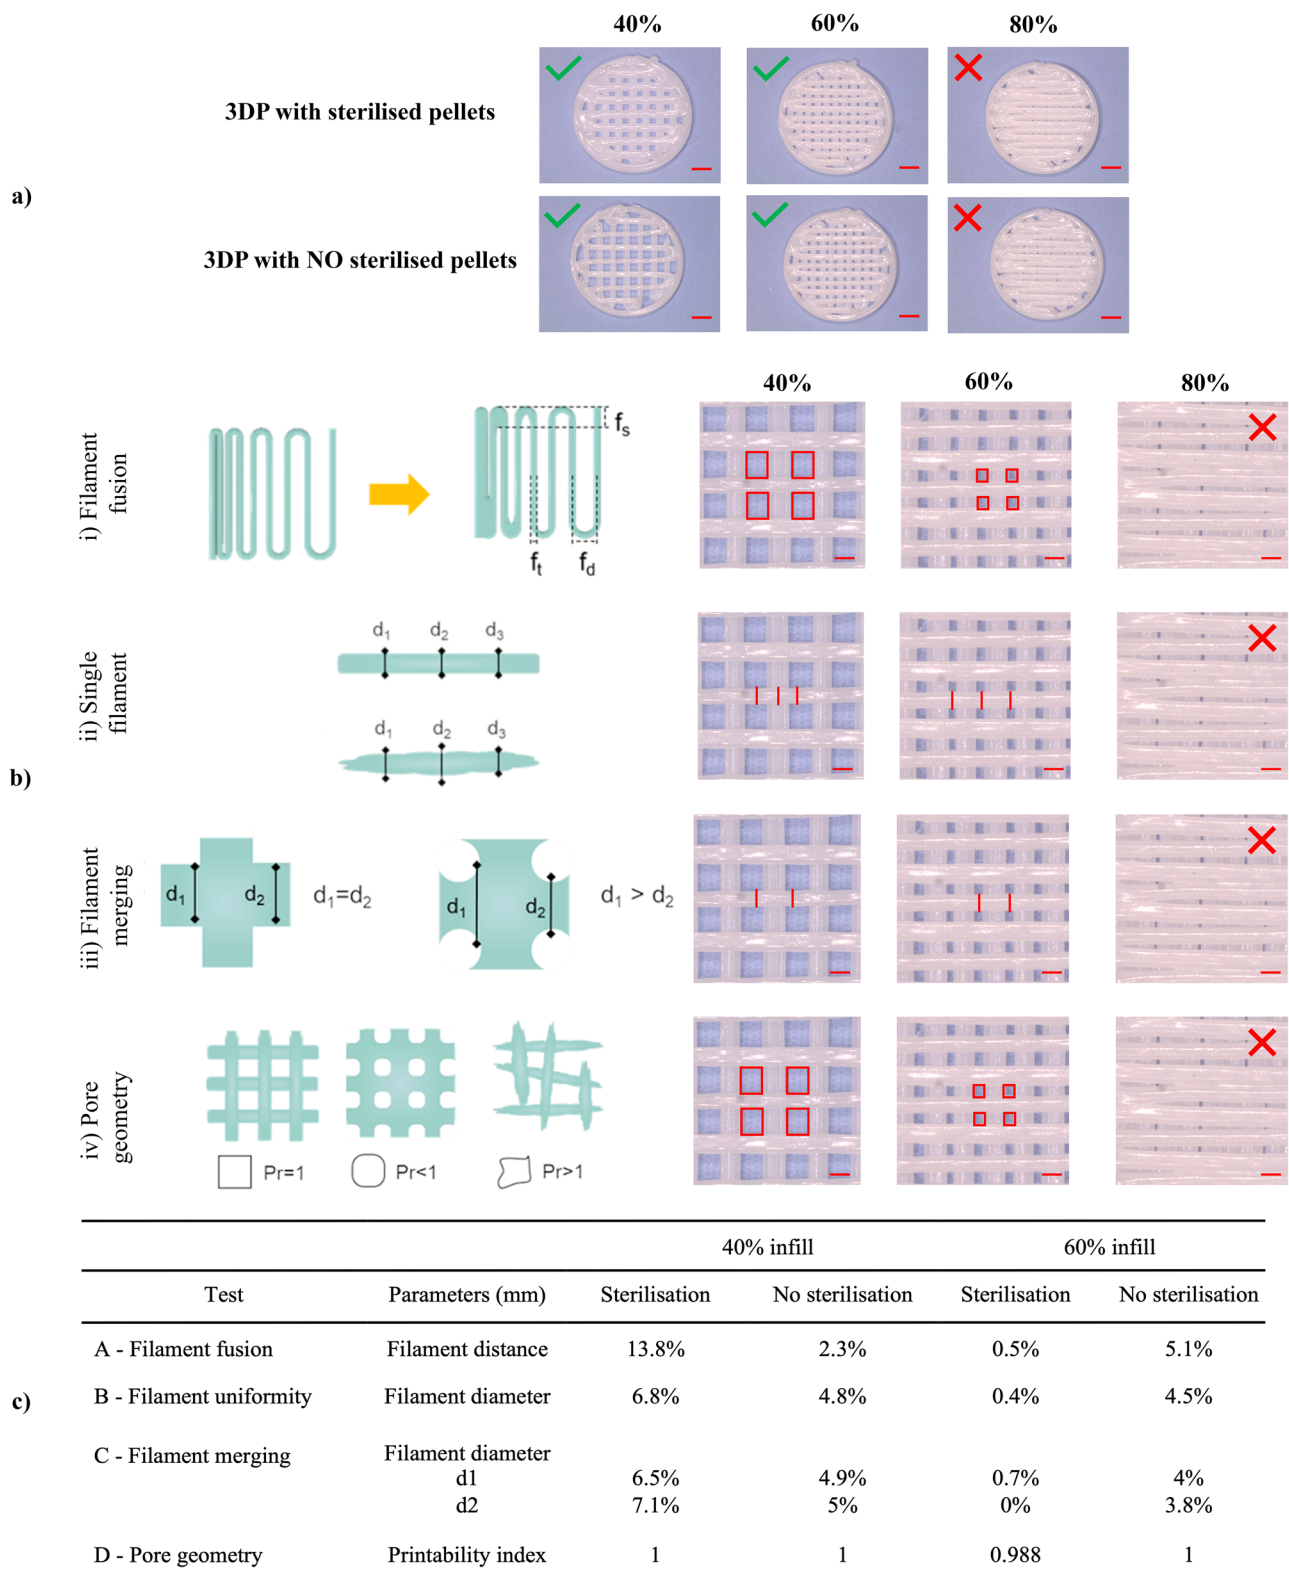 40% 60% 80%
3DP with sterilised pellets
a)
3DP with NO sterilised pellets
40% 60% 80%
i) Filament
fusion
fs
ft fd
ii) Single
filament
d1 d2 d3
d1 d2 d3
b)
iii) Filament
merging
d1 d2 d1=d2
d1 d2 d1 > d2
iv) Pore
geometry
Pr=1 Pr<1 Pr>1
40% infill 60% infill
Test Parameters (mm) Sterilisation No sterilisation Sterilisation No sterilisation
A - Filament fusion Filament distance 13.8% 2.3% 0.5% 5.1%
c)
B - Filament uniformity Filament diameter 6.8% 4.8% 0.4% 4.5%
C - Filament merging Filament diameter
d1 6.5% 4.9% 0.7% 4%
d2 7.1% 5% 0% 3.8%
D - Pore geometry Printability index 1 1 0.988 1